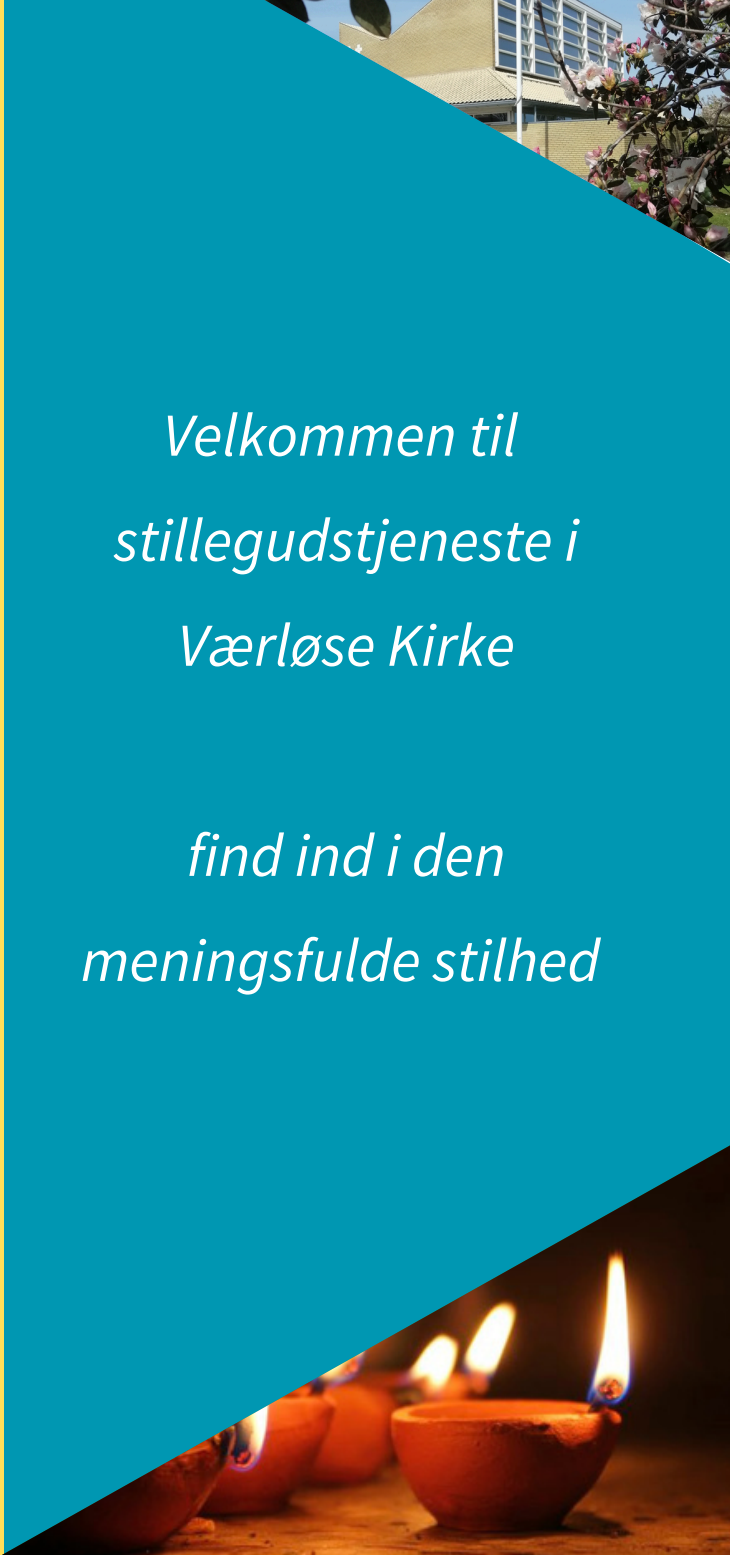 Velkommen til
stillegudstjeneste i
Værløse Kirke
find ind i den
meningsfulde stilhed